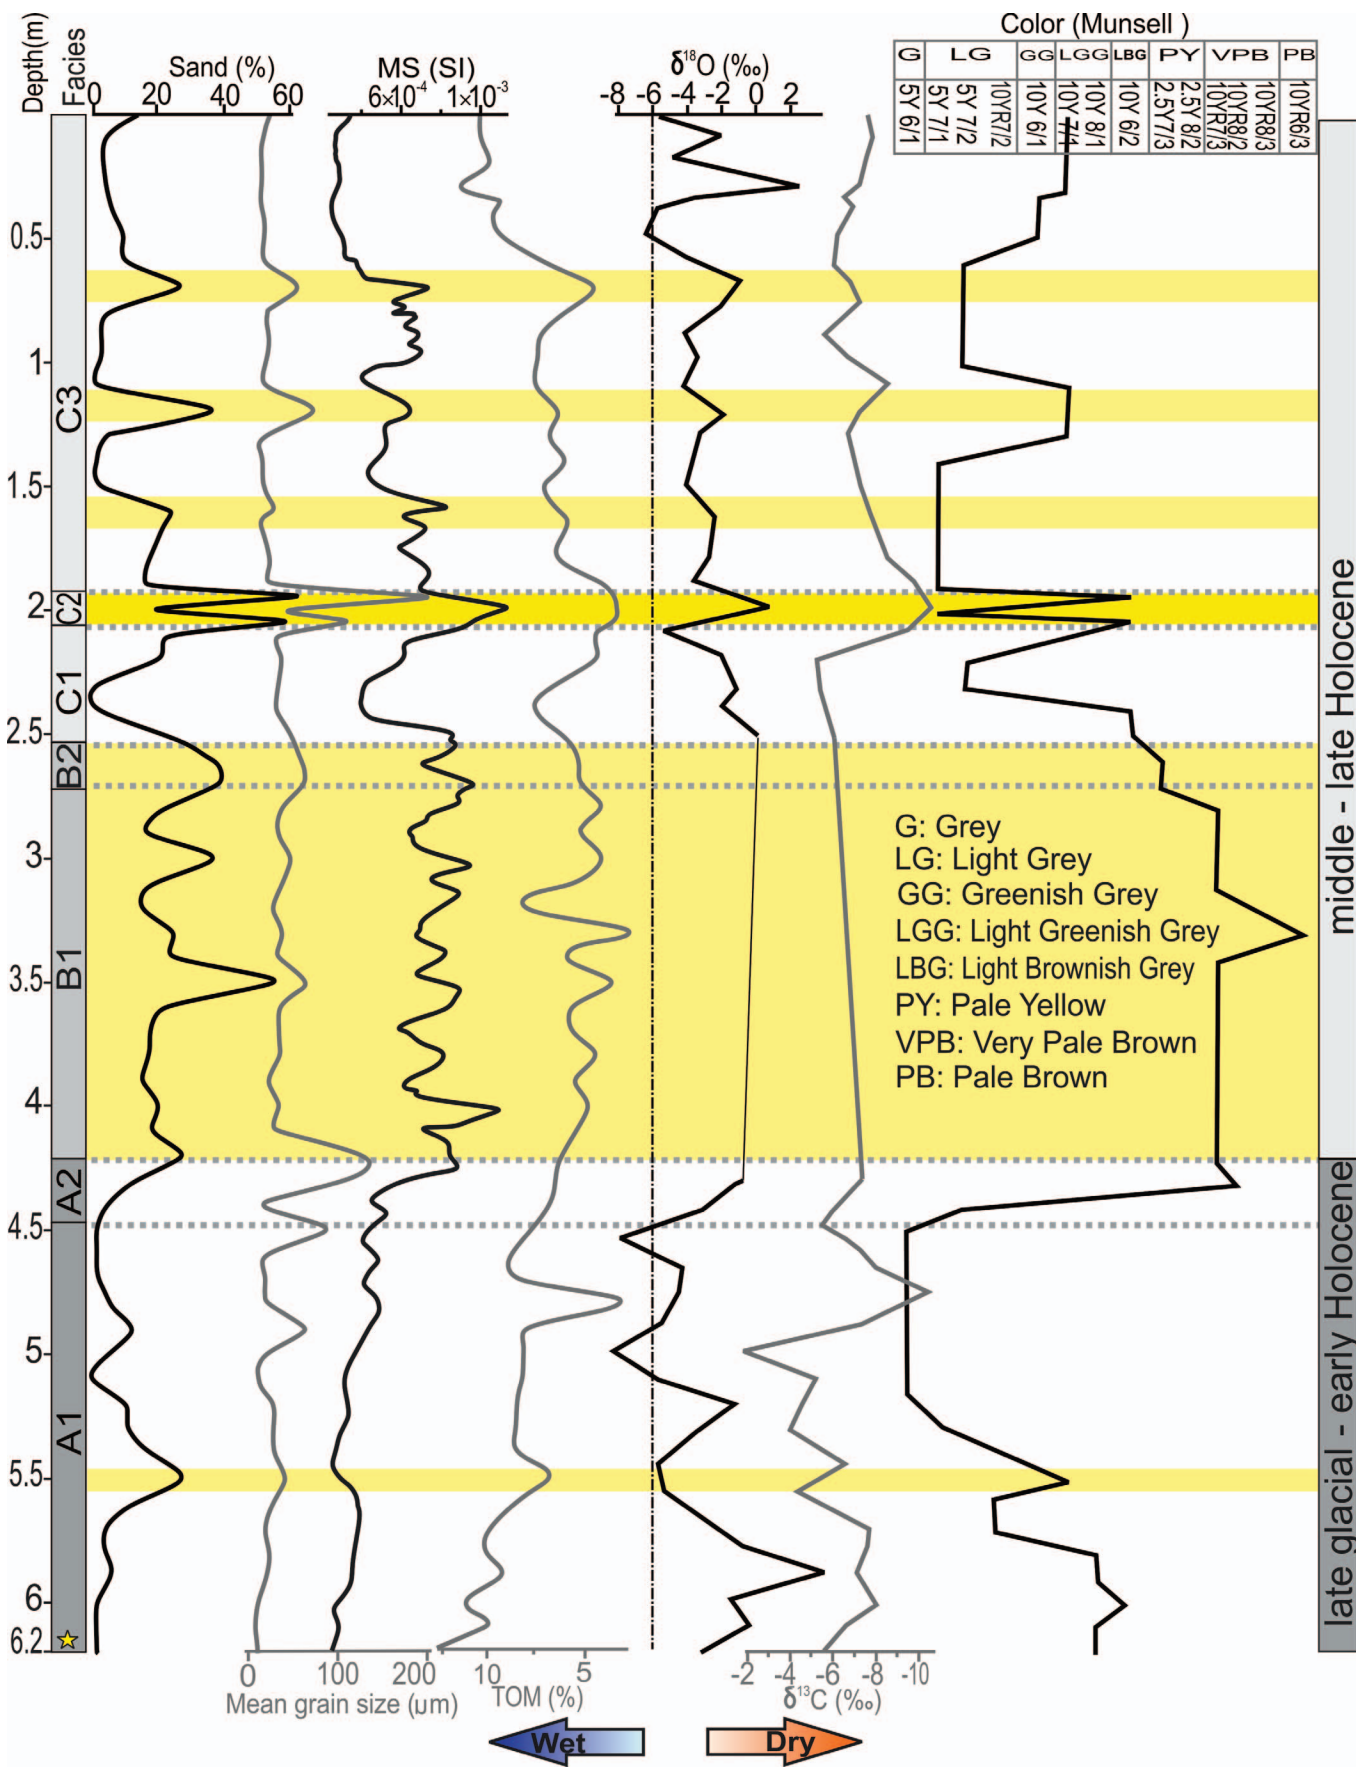 Color (Munsell )
Depth(m)
Facies
Sand (%)
MS (SI)
δ18O (‰)
G LG GG LGG LBG PY VPB PB
0 20 40 60
6×10-4 1×10-3
-8 -6 -4 -2 0 2
5Y 6/1
5Y 7/1
5Y 7/2
10YR7/2
10Y 6/1
10Y 7/1
10Y 8/1
10Y 6/2
2.5Y7/3
2.5Y 8/2
10YR7/3
10YR8/2
10YR8/3
10YR6/3
0.5
1
1.5
2
2.5
3
3.5
4
4.5
5
5.5
6
6.2
C3
C2
C1
B2
B1
A2
A1
G: Grey
LG: Light Grey
GG: Greenish Grey
LGG: Light Greenish Grey
LBG: Light Brownish Grey
PY: Pale Yellow
VPB: Very Pale Brown
PB: Pale Brown
middle - late Holocene
late glacial - early Holocene
0 100 200
Mean grain size (µm)
10 5
TOM (%)
-2 -4 -6 -8 -10
δ13C (‰)
Wet
Dry